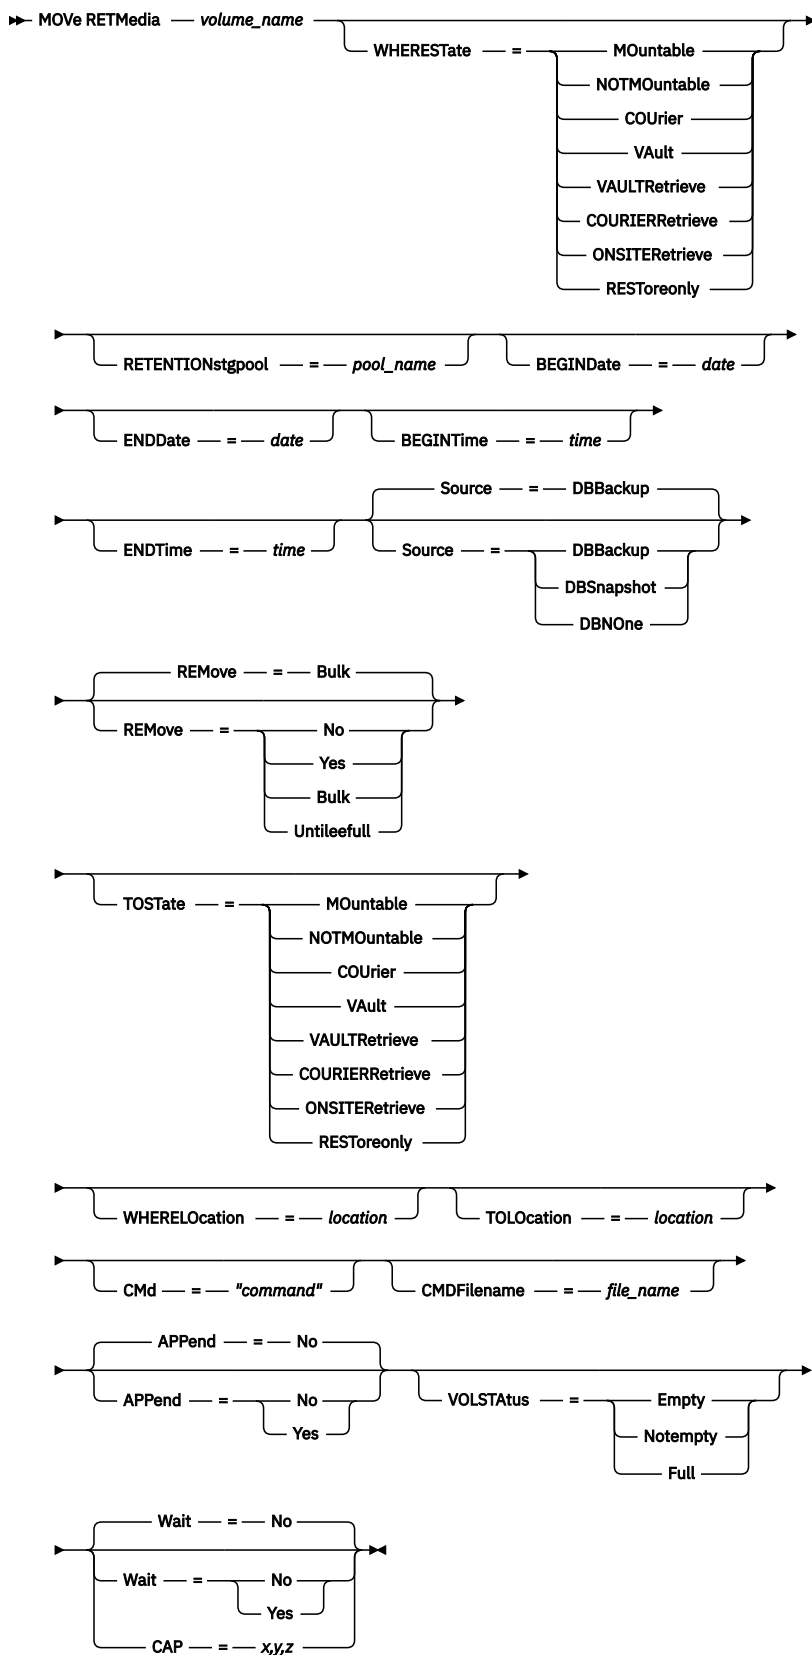 MOVe RETMedia volume_name
WHERESTate = MOuntable
NOTMOuntable
COUrier
VAult
VAULTRetrieve
COURIERRetrieve
ONSITERetrieve
RESToreonly
RETENTIONstgpool = pool_name BEGINDate = date
ENDDate = date BEGINTime = time
Source = DBBackup
ENDTime = time Source = DBBackup
DBSnapshot
DBNOne
REMove = Bulk
REMove = No
Yes
Bulk
Untileefull
TOSTate = MOuntable
NOTMOuntable
COUrier
VAult
VAULTRetrieve
COURIERRetrieve
ONSITERetrieve
RESToreonly
WHERELOcation = location TOLOcation = location
CMd = "command" CMDFilename = file_name
APPend = No
APPend = No VOLSTAtus = Empty
Yes Notempty
Full
Wait = No
Wait = No
Yes
CAP = x,y,z